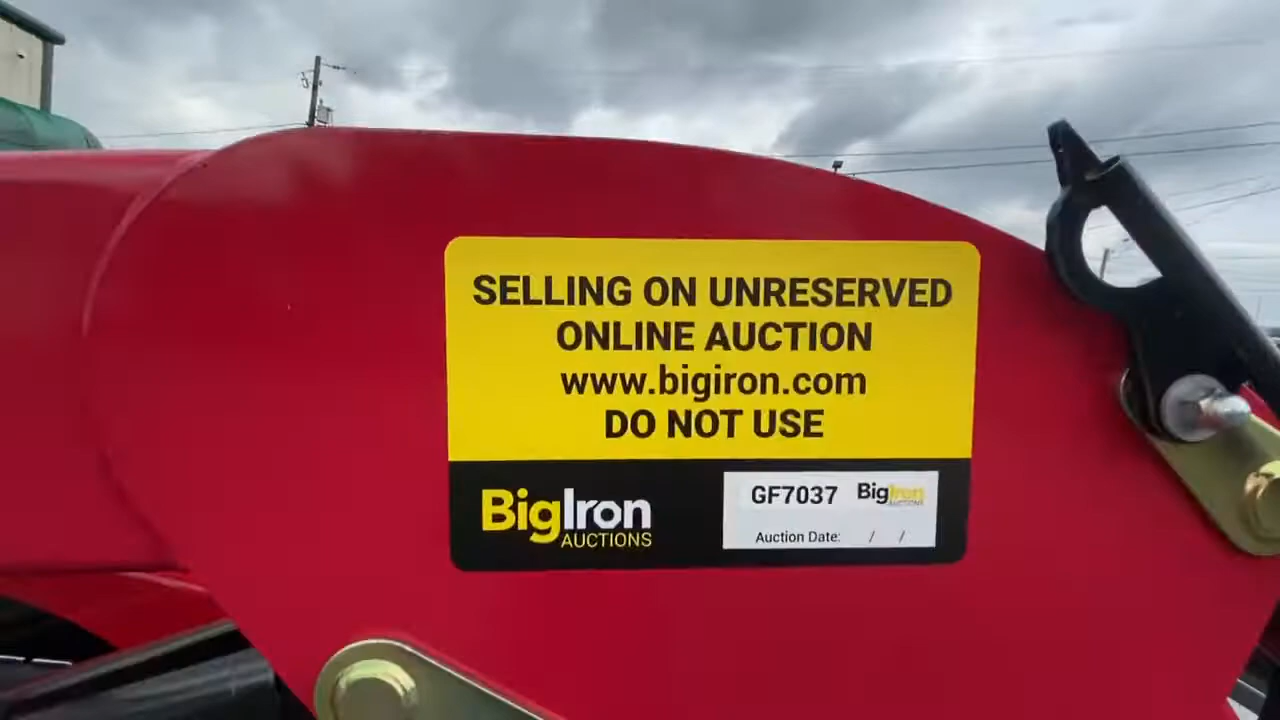 SELLING ON UNRESERVED
ONLINE AUCTION
www.bigiron.com
DO NOT USE
BigIron
AUCTIONS
GF7037 BigIron
AUCTIONS
Auction Date: / /